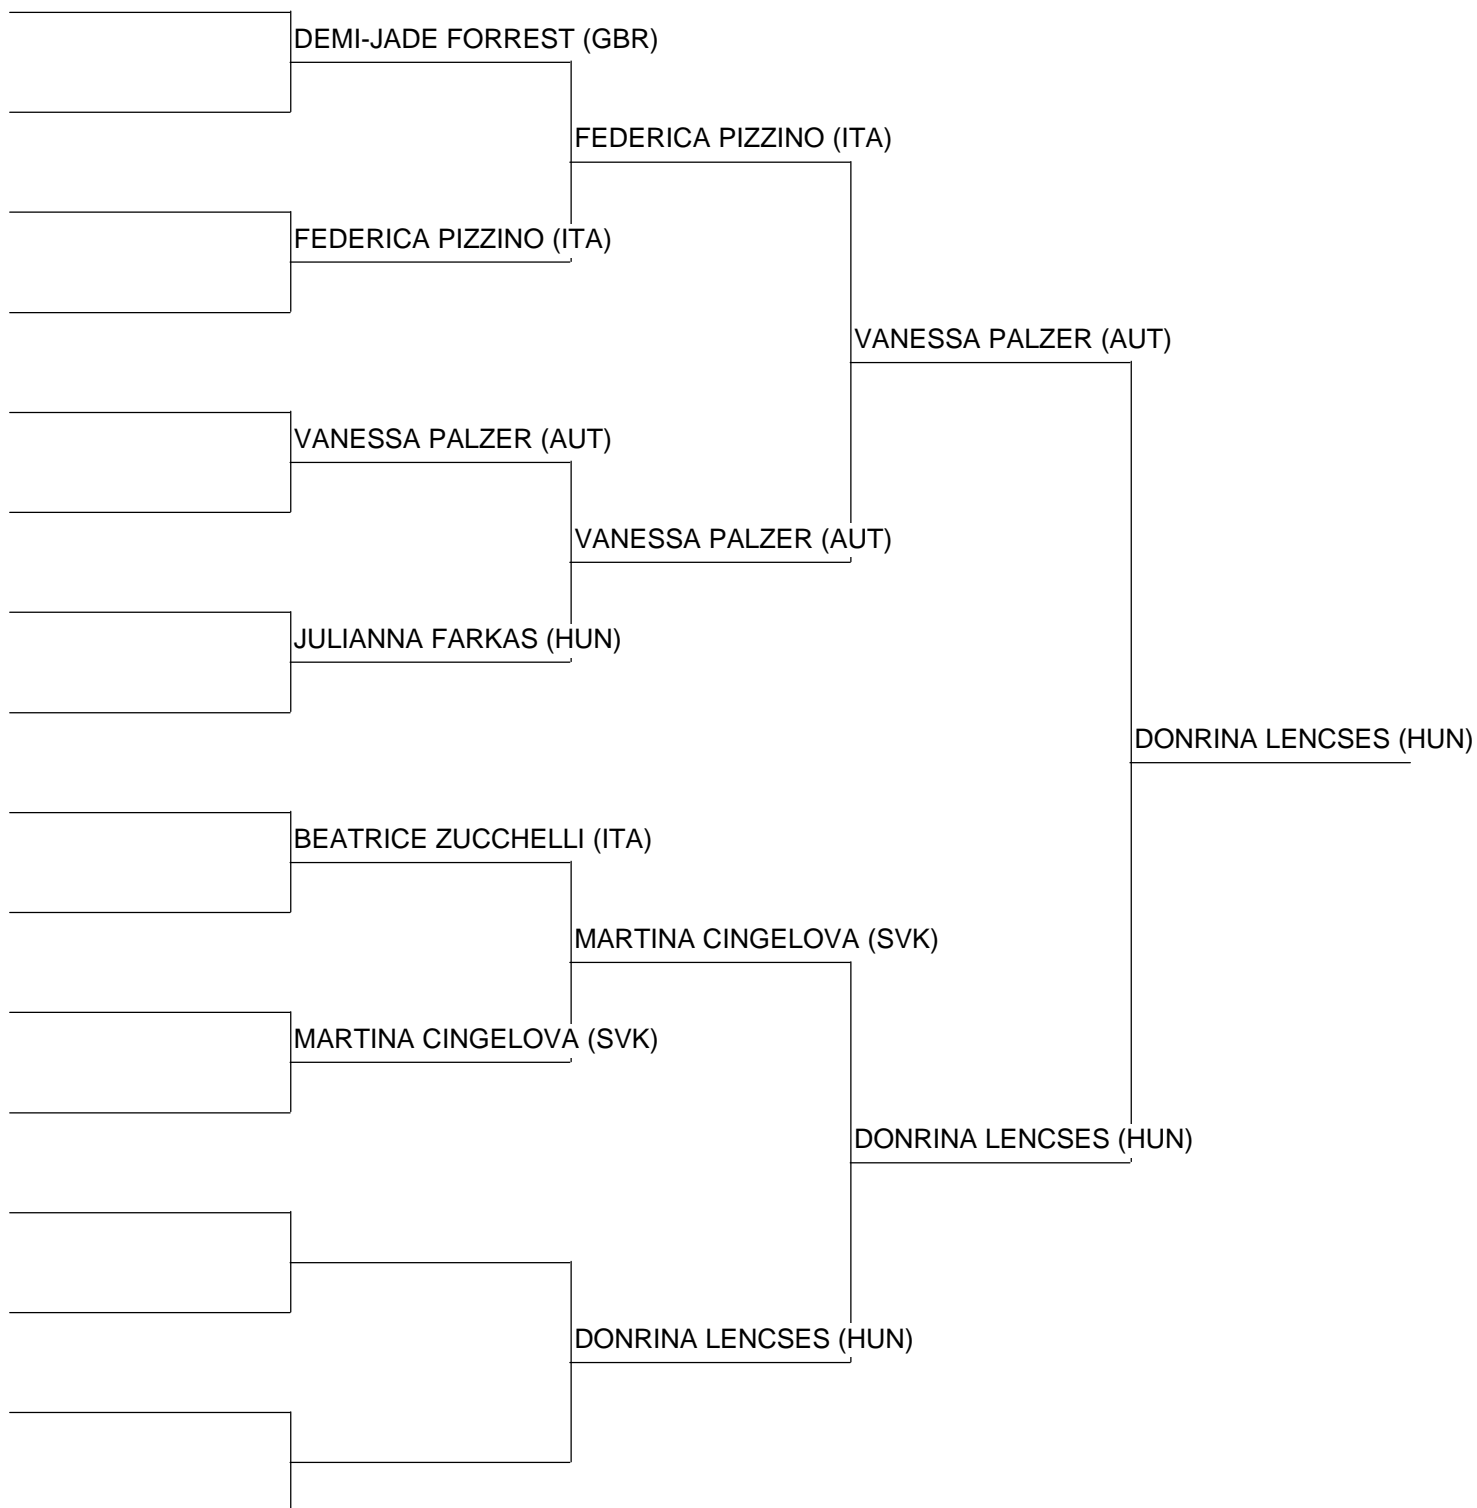 DEMI-JADE FORREST (GBR)
FEDERICA PIZZINO (ITA)
FEDERICA PIZZINO (ITA)
VANESSA PALZER (AUT)
VANESSA PALZER (AUT)
VANESSA PALZER (AUT)
JULIANNA FARKAS (HUN)
DONRINA LENCSES (HUN)
BEATRICE ZUCCHELLI (ITA)
MARTINA CINGELOVA (SVK)
MARTINA CINGELOVA (SVK)
DONRINA LENCSES (HUN)
DONRINA LENCSES (HUN)